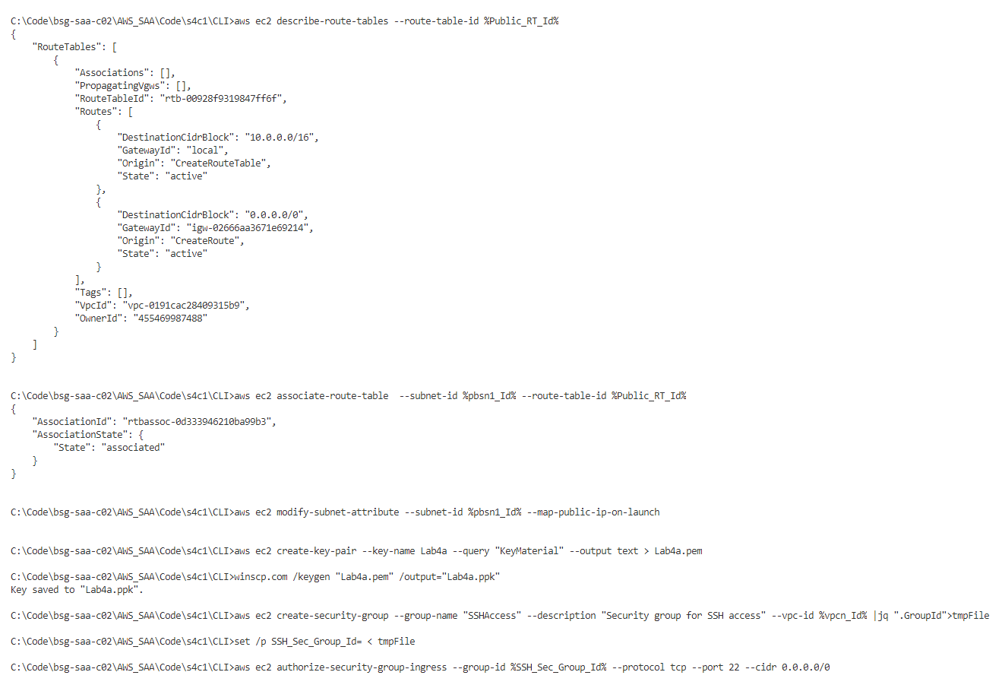 C:\Code\bsg-saa-c02\AWS_SAA\Code\s4c1\CLI>aws ec2 describe-route-tables --route-table-id %Public_RT_Id%
{
    "RouteTables": [
        {
            "Associations": [],
            "PropagatingVgws": [],
            "RouteTableId": "rtb-00928f9319847ff6f",
            "Routes": [
                {
                    "DestinationCidrBlock": "10.0.0.0/16",
                    "GatewayId": "local",
                    "Origin": "CreateRouteTable",
                    "State": "active"
                },
                {
                    "DestinationCidrBlock": "0.0.0.0/0",
                    "GatewayId": "igw-02666aa3671e69214",
                    "Origin": "CreateRoute",
                    "State": "active"
                }
            ],
            "Tags": [],
            "VpcId": "vpc-0191cac28409315b9",
            "OwnerId": "455469987488"
        }
    ]
}
C:\Code\bsg-saa-c02\AWS_SAA\Code\s4c1\CLI>aws ec2 associate-route-table  --subnet-id %pbsn1_Id% --route-table-id %Public_RT_Id%
{
    "AssociationId": "rtbassoc-0d333946210ba99b3",
    "AssociationState": {
        "State": "associated"
    }
}
C:\Code\bsg-saa-c02\AWS_SAA\Code\s4c1\CLI>aws ec2 modify-subnet-attribute --subnet-id %pbsn1_Id% --map-public-ip-on-launch
C:\Code\bsg-saa-c02\AWS_SAA\Code\s4c1\CLI>aws ec2 create-key-pair --key-name Lab4a --query "KeyMaterial" --output text > Lab4a.pem
C:\Code\bsg-saa-c02\AWS_SAA\Code\s4c1\CLI>winscp.com /keygen "Lab4a.pem" /output="Lab4a.ppk"
Key saved to "Lab4a.ppk".
C:\Code\bsg-saa-c02\AWS_SAA\Code\s4c1\CLI>aws ec2 create-security-group --group-name "SSHAccess" --description "Security group for SSH access" --vpc-id %vpcn_Id% |jq ".GroupId">tmpFile
C:\Code\bsg-saa-c02\AWS_SAA\Code\s4c1\CLI>set /p SSH_Sec_Group_Id= < tmpFile
C:\Code\bsg-saa-c02\AWS_SAA\Code\s4c1\CLI>aws ec2 authorize-security-group-ingress --group-id %SSH_Sec_Group_Id% --protocol tcp --port 22 --cidr 0.0.0.0/0